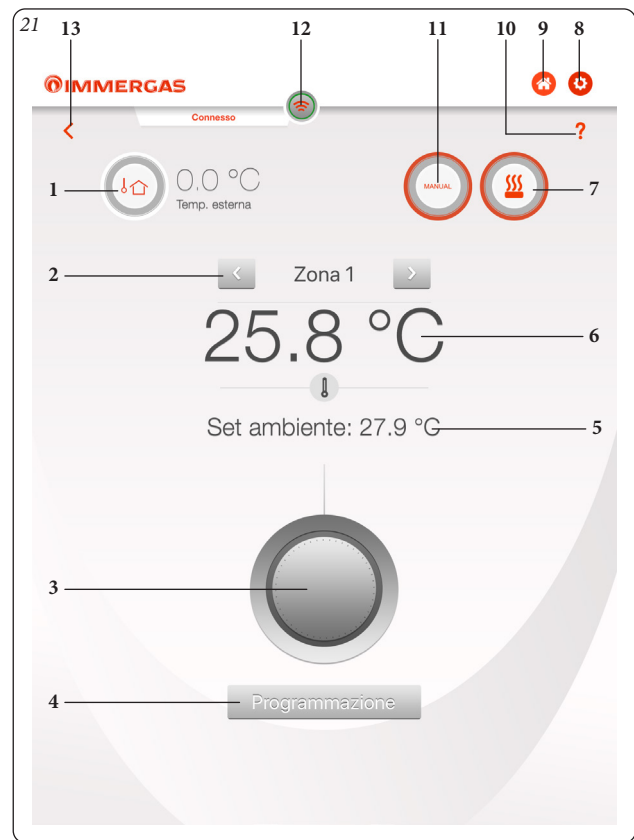 21
13 12 11 10 9 8
IMMERGAS
Connesso
?
1 0.0 °C MANUAL 7
Temp. esterna
2 < Zona 1 >
25.8 °C 6
Set ambiente: 27.9 °C 5
3
4 Programmazione